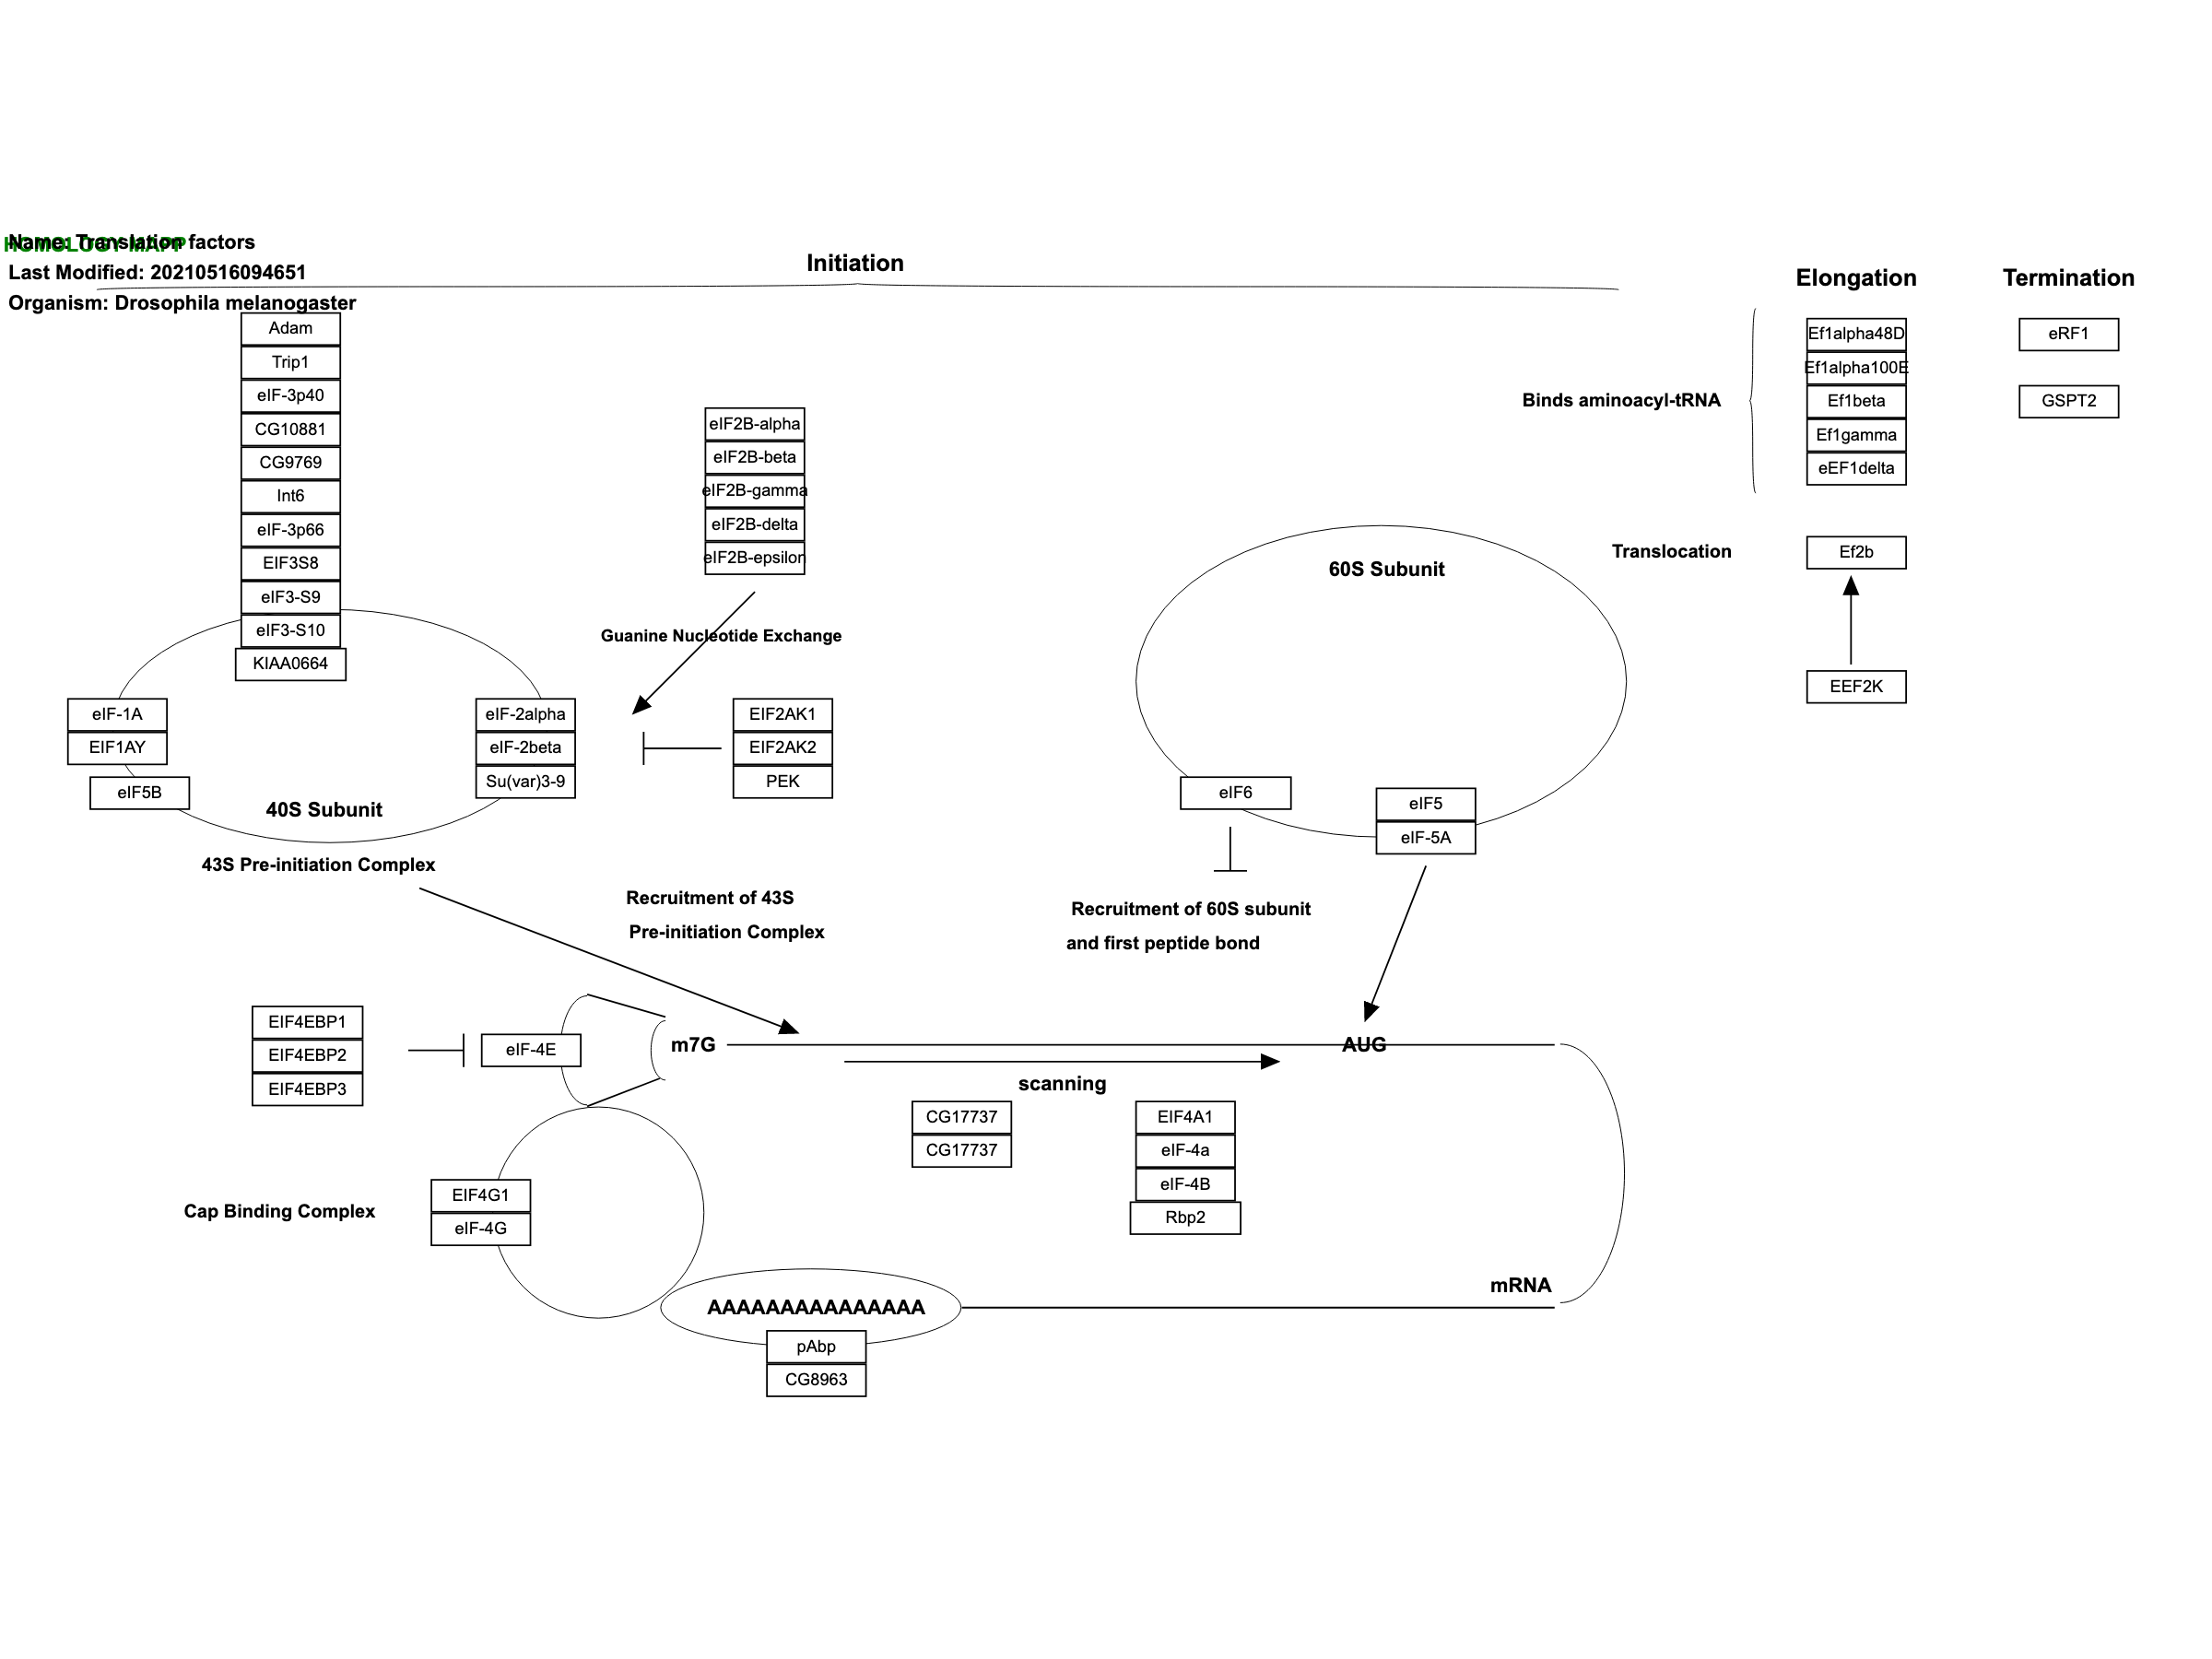 HOMOLOGY MAPP
Name: Translation factors
Last Modified: 20210516094651
Organism: Drosophila melanogaster
Initiation
Elongation
Termination
Adam
Trip1
eIF-3p40
CG10881
CG9769
Int6
eIF-3p66
EIF3S8
eIF3-S9
eIF3-S10
KIAA0664
eIF-1A
EIF1AY
eIF5B
40S Subunit
43S Pre-initiation Complex
eIF-2alpha
eIF-2beta
Su(var)3-9
eIF2B-alpha
eIF2B-beta
eIF2B-gamma
eIF2B-delta
eIF2B-epsilon
Guanine Nucleotide Exchange
EIF2AK1
EIF2AK2
PEK
60S Subunit
eIF6
eIF5
eIF-5A
Binds aminoacyl-tRNA
Ef1alpha48D
Ef1alpha100E
Ef1beta
Ef1gamma
eEF1delta
Translocation
Ef2b
EEF2K
eRF1
GSPT2
Recruitment of 43S
Pre-initiation Complex
Recruitment of 60S subunit
and first peptide bond
EIF4EBP1
EIF4EBP2
EIF4EBP3
eIF-4E
m7G
AUG
scanning
CG17737
CG17737
EIF4A1
eIF-4a
eIF-4B
Rbp2
Cap Binding Complex
EIF4G1
eIF-4G
mRNA
AAAAAAAAAAAAAAA
pAbp
CG8963